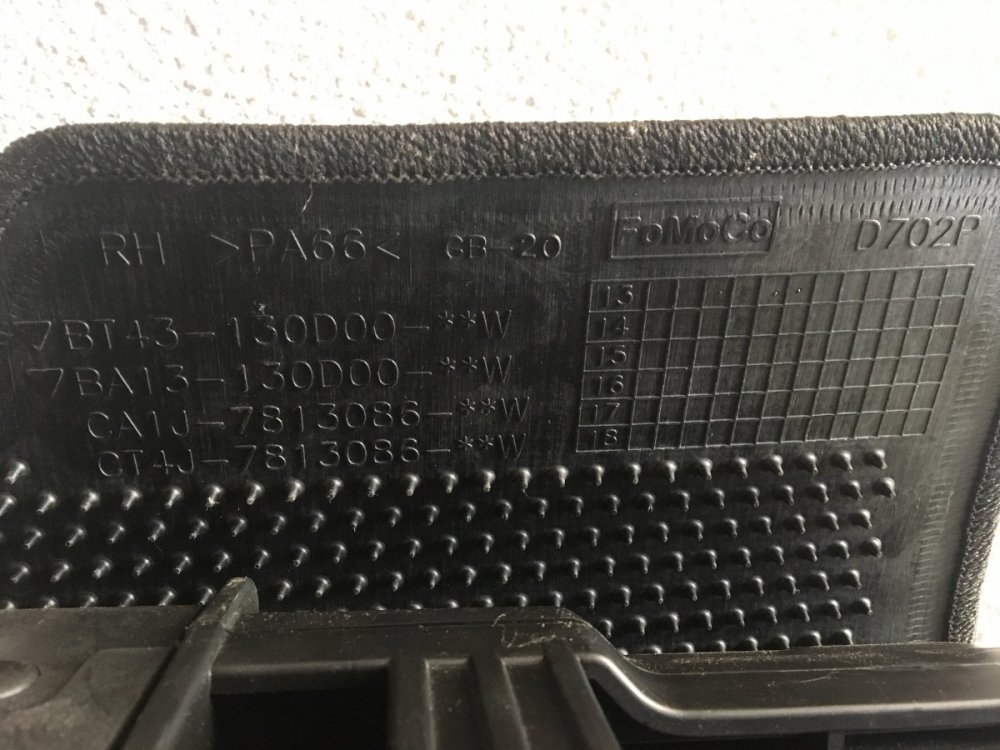 RH >PA66< GB-20 FoMoCo D702P
7BT43-130D00-**W
7BA13-130D00-**W
CA1J-7813086-**W
CT4J-7813086-**W
13
14
15
16
17
18